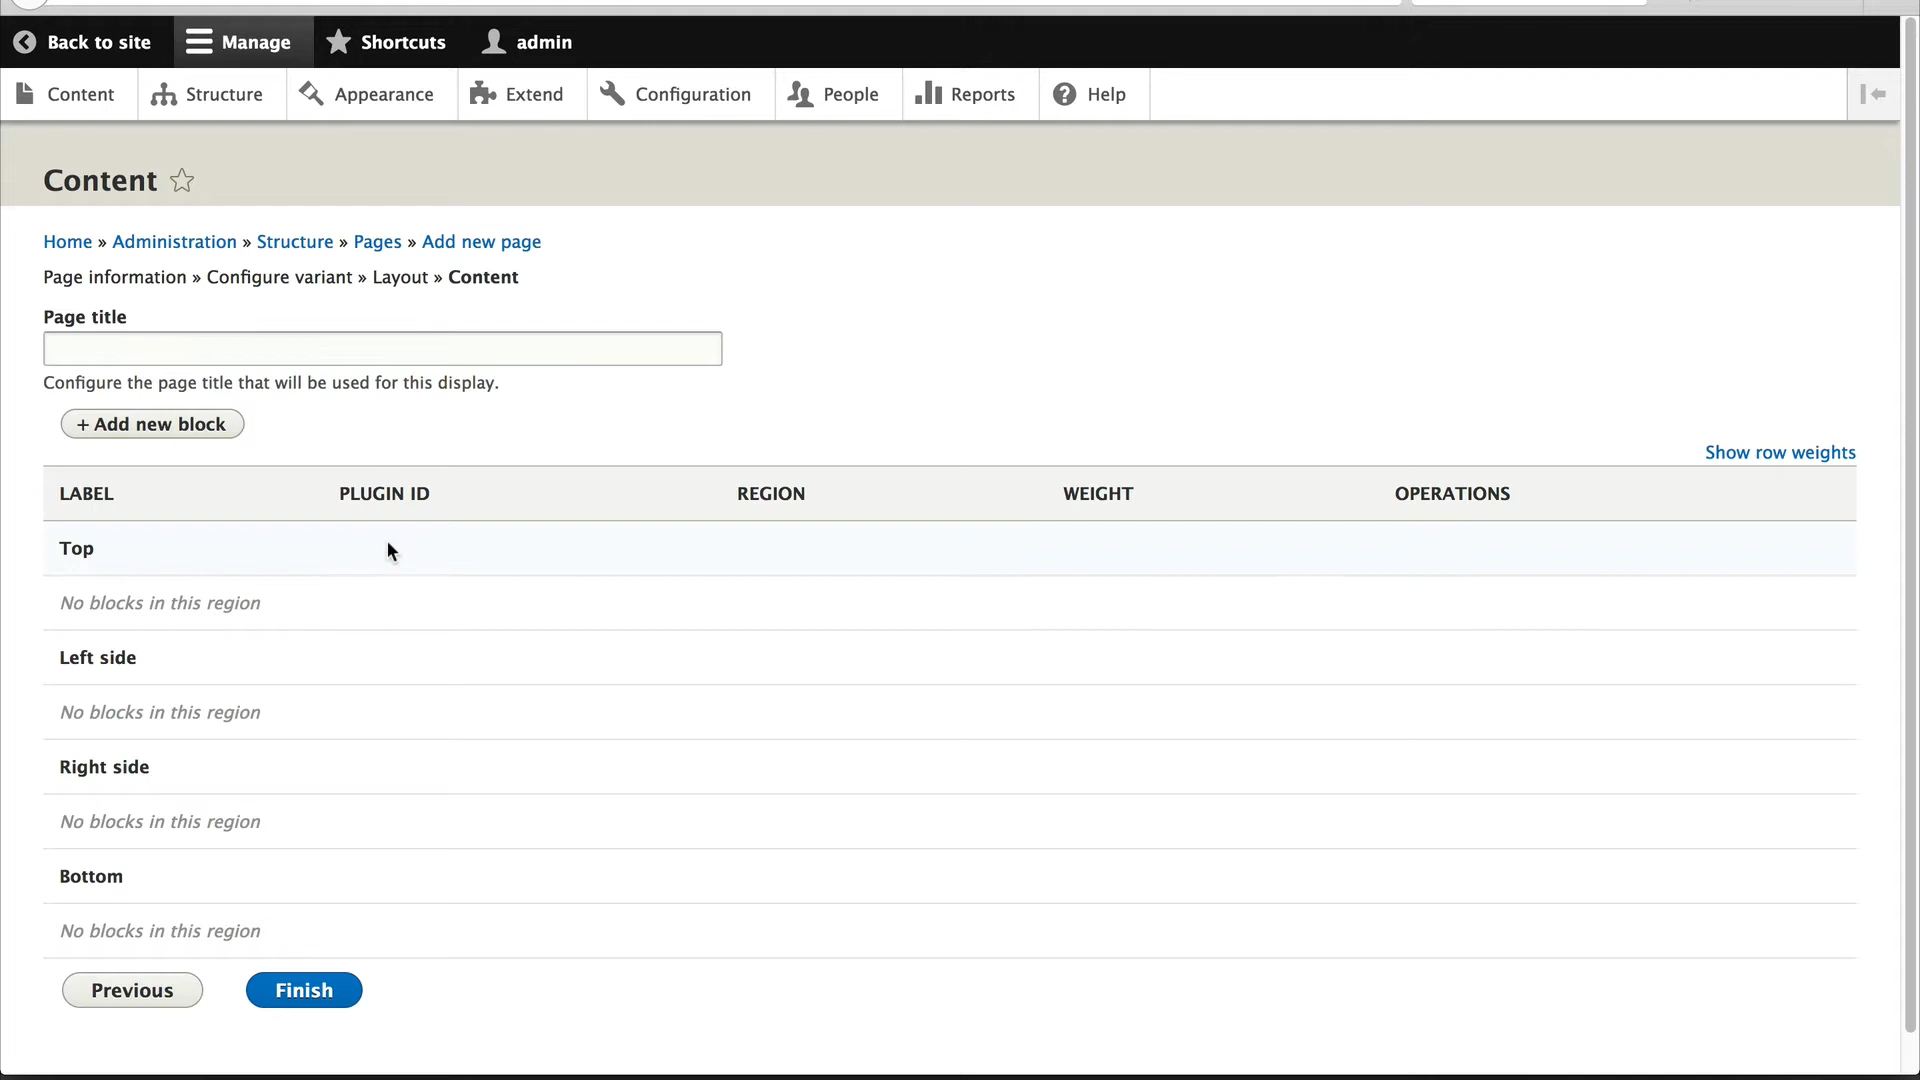 Back to site Manage Shortcuts admin
Content Structure Appearance Extend Configuration People Reports Help
Content
Home » Administration » Structure » Pages » Add new page
Page information » Configure variant » Layout » Content
Page title
Configure the page title that will be used for this display.
+ Add new block
Show row weights
LABEL PLUGIN ID REGION WEIGHT OPERATIONS
Top
No blocks in this region
Left side
No blocks in this region
Right side
No blocks in this region
Bottom
No blocks in this region
Previous Finish